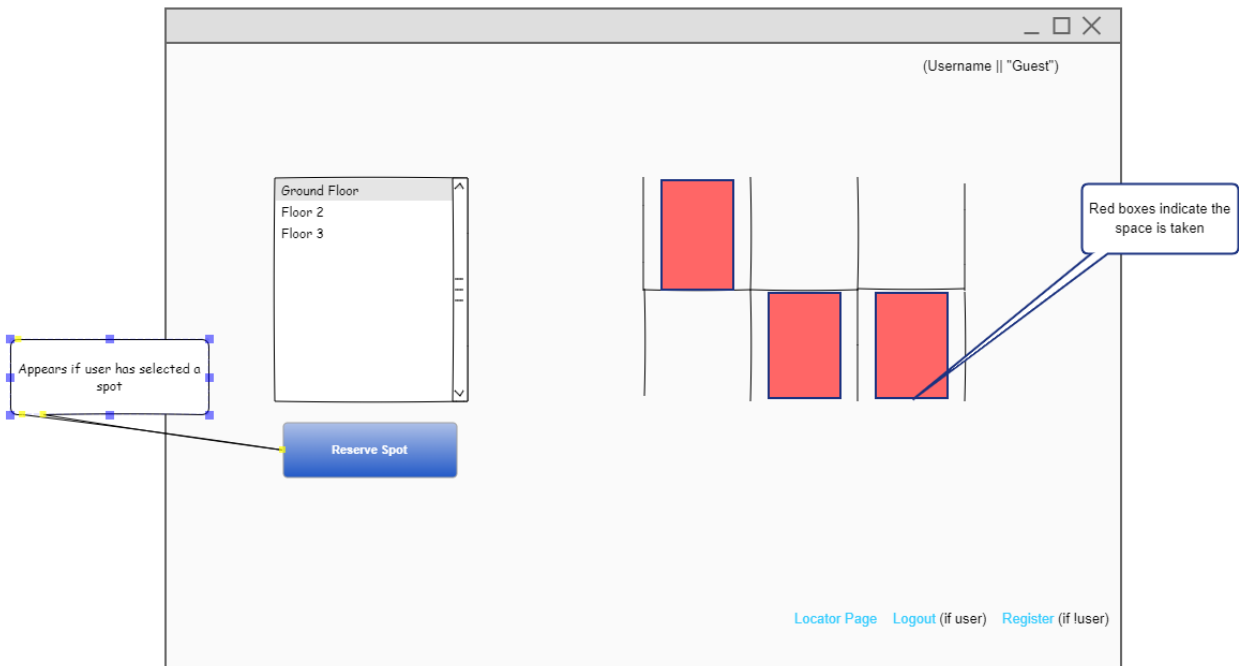 (Username || "Guest")
Ground Floor
Floor 2
Floor 3
Red boxes indicate the
space is taken
Appears if user has selected a
spot
Reserve Spot
Locator Page Logout (if user) Register (if !user)